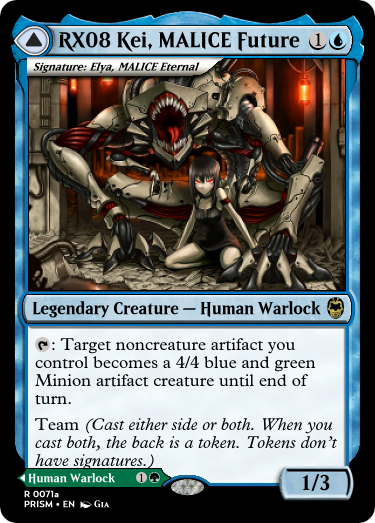 RX08 Kei, MALICE Future 1
Signature: Elya, MALICE Eternal
Legendary Creature — Human Warlock
: Target noncreature artifact you
control becomes a 4/4 blue and green
Minion artifact creature until end of
turn.
Team (Cast either side or both. When you
cast both, the back is a token. Tokens don't
have signatures.)
Human Warlock 1
1/3
R 0071a
PRISM • EN GIA